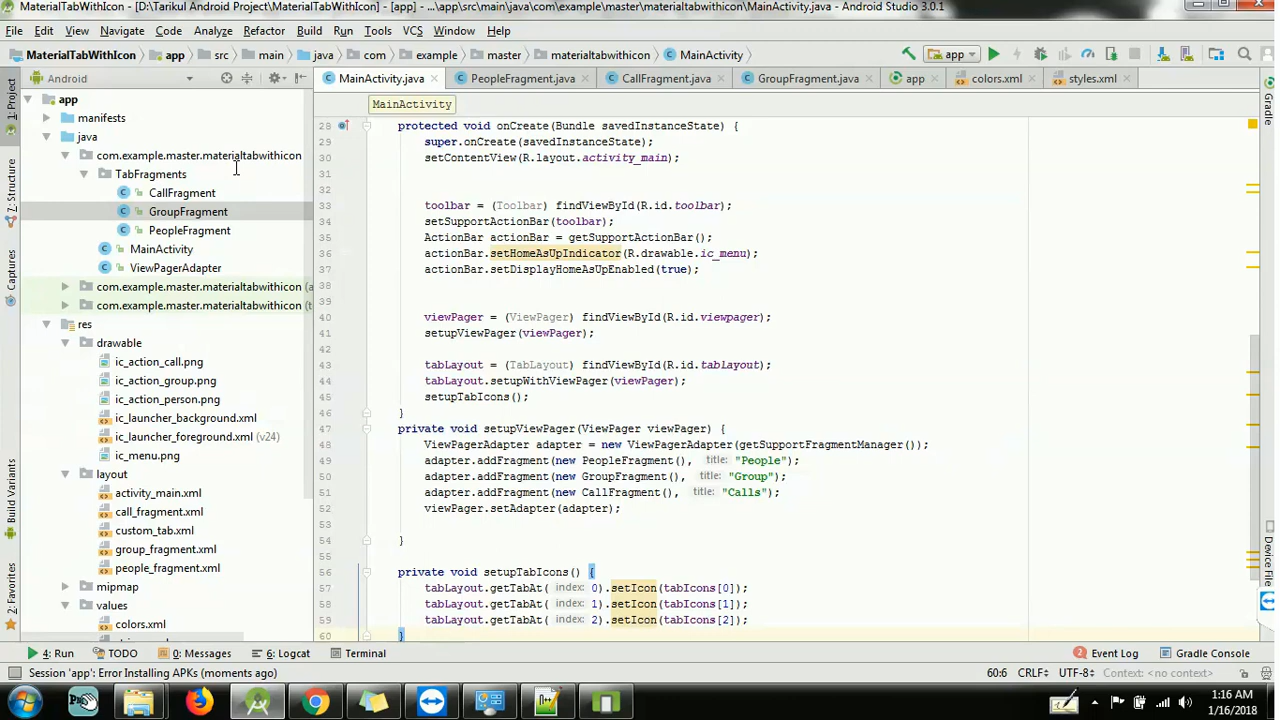 MaterialTabWithIcon - [D:\Tarikul Android Project\MaterialTabWithIcon] - [app] - ...\app\src\main\java\com\example\master\materialtabwithicon\MainActivity.java - Android Studio 3.0.1
File Edit View Navigate Code Analyze Refactor Build Run Tools VCS Window Help
MaterialTabWithIcon app src main java com example master materialtabwithicon MainActivity app
Android MainActivity.java PeopleFragment.java CallFragment.java GroupFragment.java app colors.xml styles.xml
MainActivity
1: Project
Z: Structure
Captures
Build Variants
2: Favorites
app
manifests
java
com.example.master.materialtabwithicon
TabFragments
CallFragment
GroupFragment
PeopleFragment
MainActivity
ViewPagerAdapter
com.example.master.materialtabwithicon (a
com.example.master.materialtabwithicon (t
res
drawable
ic_action_call.png
ic_action_group.png
ic_action_person.png
ic_launcher_background.xml
ic_launcher_foreground.xml (v24)
ic_menu.png
layout
activity_main.xml
call_fragment.xml
custom_tab.xml
group_fragment.xml
people_fragment.xml
mipmap
values
colors.xml
28 protected void onCreate(Bundle savedInstanceState) {
29 super.onCreate(savedInstanceState);
30 setContentView(R.layout.activity_main);
31
32
33 toolbar = (Toolbar) findViewById(R.id.toolbar);
34 setSupportActionBar(toolbar);
35 ActionBar actionBar = getSupportActionBar();
36 actionBar.setHomeAsUpIndicator(R.drawable.ic_menu);
37 actionBar.setDisplayHomeAsUpEnabled(true);
38
39
40 viewPager = (ViewPager) findViewById(R.id.viewpager);
41 setupViewPager(viewPager);
42
43 tabLayout = (TabLayout) findViewById(R.id.tabLayout);
44 tabLayout.setupWithViewPager(viewPager);
45 setupTabIcons();
46 }
47 private void setupViewPager(ViewPager viewPager) {
48 ViewPagerAdapter adapter = new ViewPagerAdapter(getSupportFragmentManager());
49 adapter.addFragment(new PeopleFragment(), title: "People");
50 adapter.addFragment(new GroupFragment(), title: "Group");
51 adapter.addFragment(new CallFragment(), title: "Calls");
52 viewPager.setAdapter(adapter);
53
54 }
55
56 private void setupTabIcons() {
57 tabLayout.getTabAt( index: 0).setIcon(tabIcons[0]);
58 tabLayout.getTabAt( index: 1).setIcon(tabIcons[1]);
59 tabLayout.getTabAt( index: 2).setIcon(tabIcons[2]);
60 }
Gradle
Device File
4: Run TODO 0: Messages 6: Logcat Terminal 2 Event Log Gradle Console
Session 'app': Error Installing APKs (moments ago) 60:6 CRLF÷ UTF-8÷ Context: <no context>
1:16 AM
1/16/2018